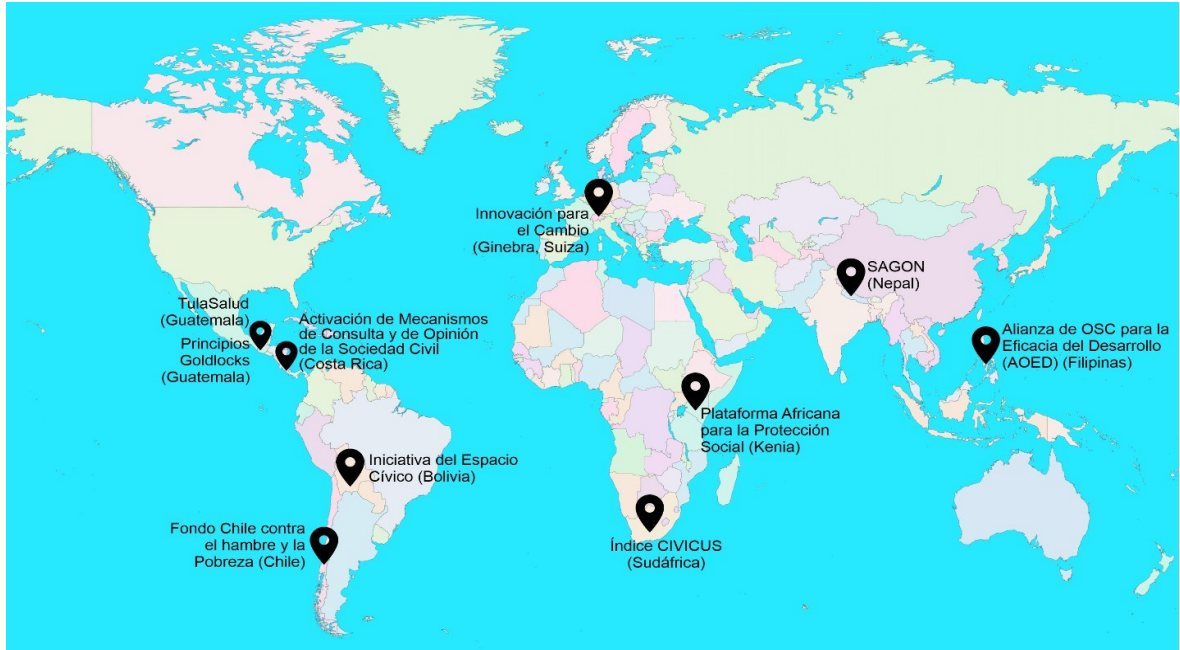 Innovación para
el Cambio
(Ginebra, Suiza)
SAGON
(Nepal)
TulaSalud
(Guatemala)
Principios
Goldlocks
(Guatemala)
Activación de Mecanismos
de Consulta y de Opinión
de la Sociedad Civil
(Costa Rica)
Alianza de OSC para la
Eficacia del Desarrollo
(AOED) (Filipinas)
Plataforma Africana
para la Protección
Social (Kenia)
Iniciativa del Espacio
Cívico (Bolivia)
Fondo Chile contra
el hambre y la
Pobreza (Chile)
Índice CIVICUS
(Sudáfrica)